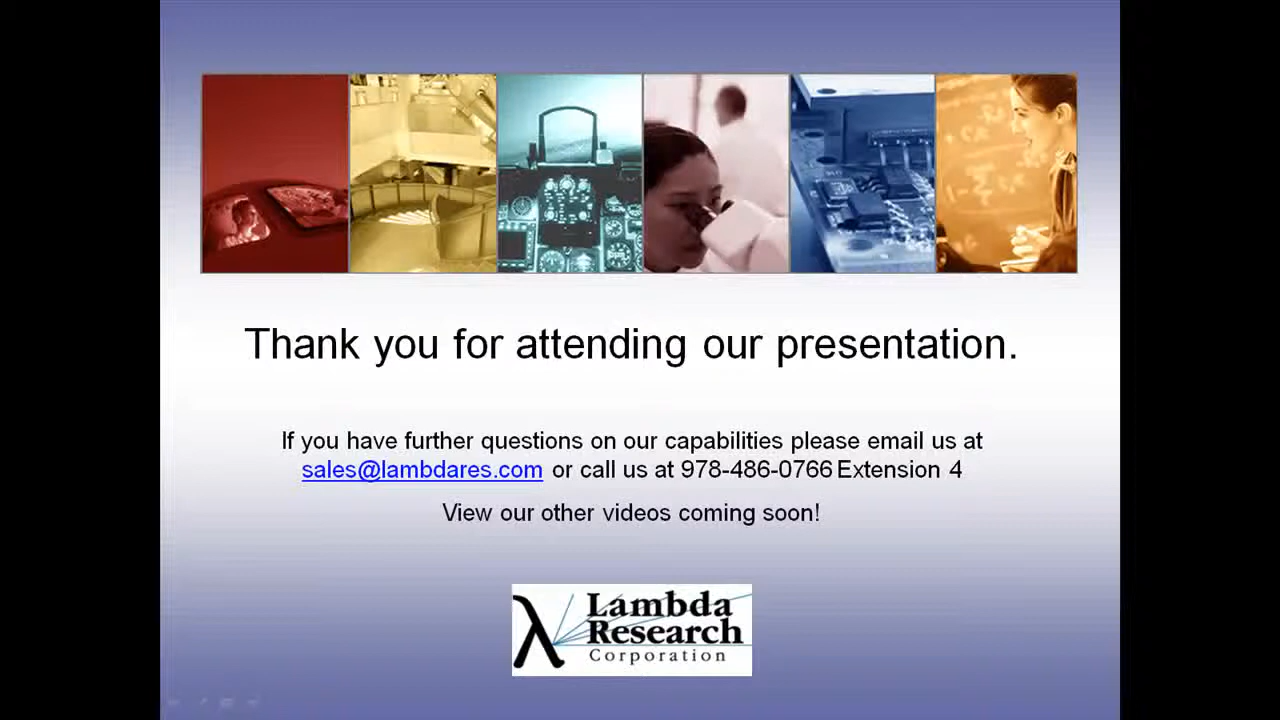 Thank you for attending our presentation.
If you have further questions on our capabilities please email us at
sales@lambdares.com or call us at 978-486-0766 Extension 4
View our other videos coming soon!
λ Lambda
Research
Corporation